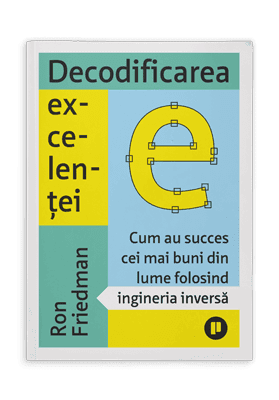 Decodificarea
ex-
ce-
len-
ței
e
Cum au succes
cei mai buni din
lume folosind
ingineria inversă
Ron
Friedman